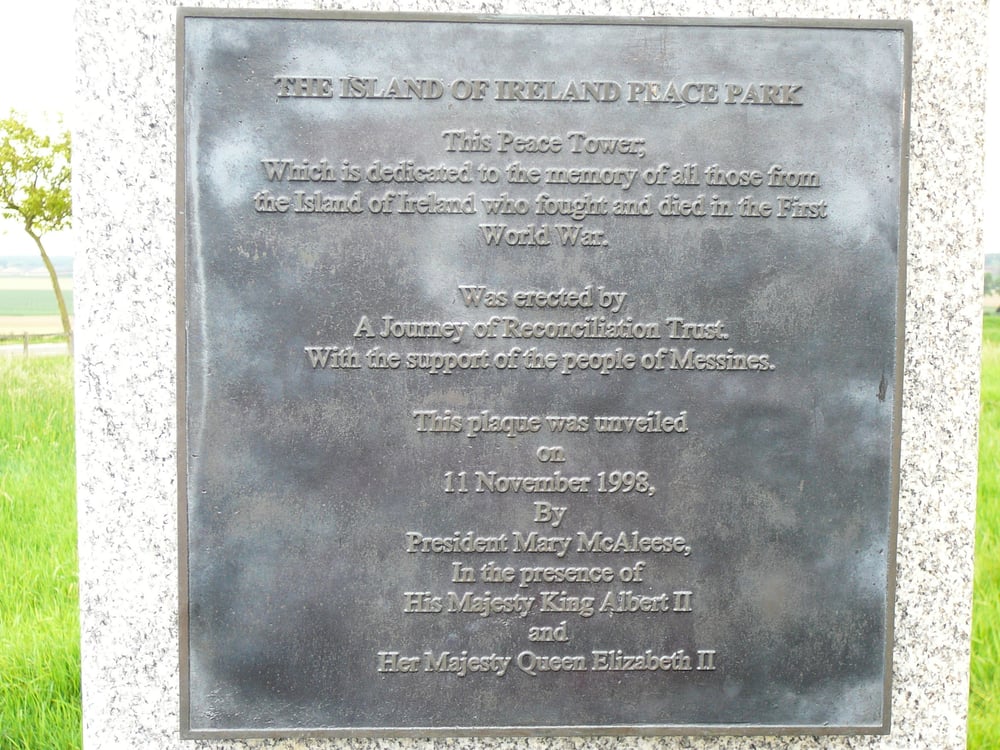 THE ISLAND OF IRELAND PEACE PARK
This Peace Tower;
Which is dedicated to the memory of all those from
the Island of Ireland who fought and died in the First
World War.
Was erected by
A Journey of Reconciliation Trust.
With the support of the people of Messines.
This plaque was unveiled
on
11 November 1998,
By
President Mary McAleese,
In the presence of
His Majesty King Albert II
and
Her Majesty Queen Elizabeth II